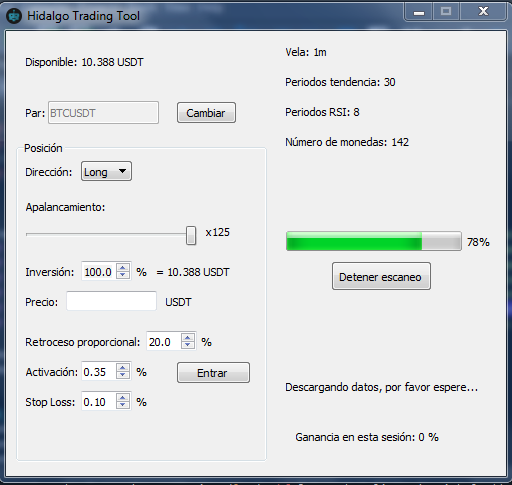 Hidalgo Trading Tool
Disponible: 10.388 USDT
Par: BTCUSDT Cambiar
Posición
Dirección: Long
Apalancamiento:
x125
Inversión: 100.0 % = 10.388 USDT
Precio: USDT
Retroceso proporcional: 20.0 %
Activación: 0.35 % Entrar
Stop Loss: 0.10 %
Vela: 1m
Periodos tendencia: 30
Periodos RSI: 8
Número de monedas: 142
78%
Detener escaneo
Descargando datos, por favor espere...
Ganancia en esta sesión: 0 %